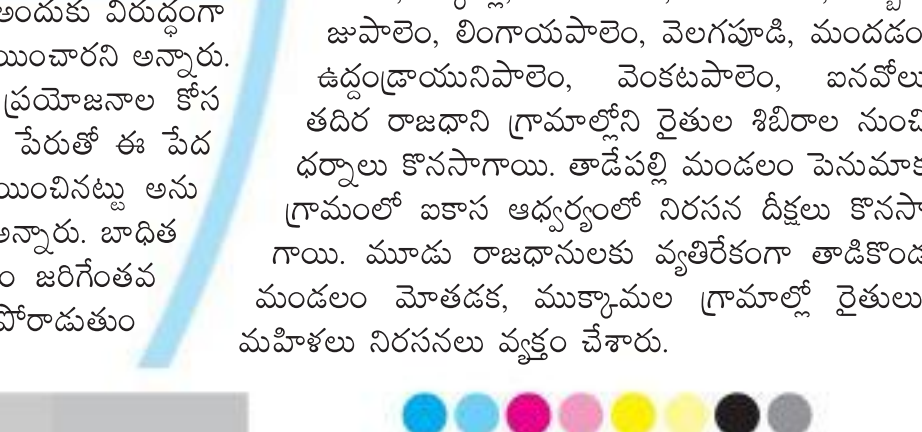 అందుకు విరుద్ధంగా
యించారని అన్నారు.
ప్రయోజనాల కోస
పేరుతో ఈ పేద
యించినట్టు అను
అన్నారు. బాధిత
ం జరిగేంతవ
పోరాడుతుం
జుపాలెం, లింగాయపాలెం, వెలగపూడి, మందడం
ఉద్దండ్రాయునిపాలెం, వెంకటపాలెం, ఐనవోలు
తదితర రాజధాని గ్రామాల్లోని రైతుల శిబిరాల నుంచి
ధర్నాలు కొనసాగాయి. తాడేపల్లి మండలం పెనుమాక
గ్రామంలో ఐకాస ఆధ్వర్యంలో నిరసన దీక్షలు కొనసా
గాయి. మూడు రాజధానులకు వ్యతిరేకంగా తాడికొండ
మండలం మోతడక, ముక్కామల గ్రామాల్లో రైతులు
మహిళలు నిరసనలు వ్యక్తం చేశారు.